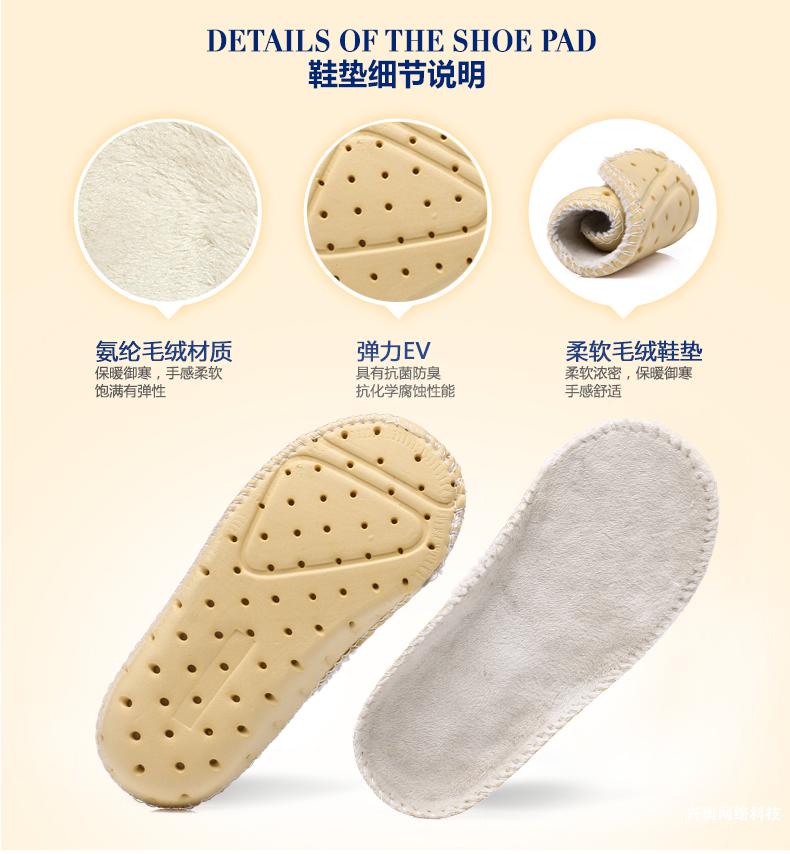 DETAILS OF THE SHOE PAD
鞋垫细节说明
氨纶毛绒材质
保暖御寒，手感柔软
饱满有弹性
弹力EV
具有抗菌防臭
抗化学腐蚀性能
柔软毛绒鞋垫
柔软浓密，保暖御寒
手感舒适